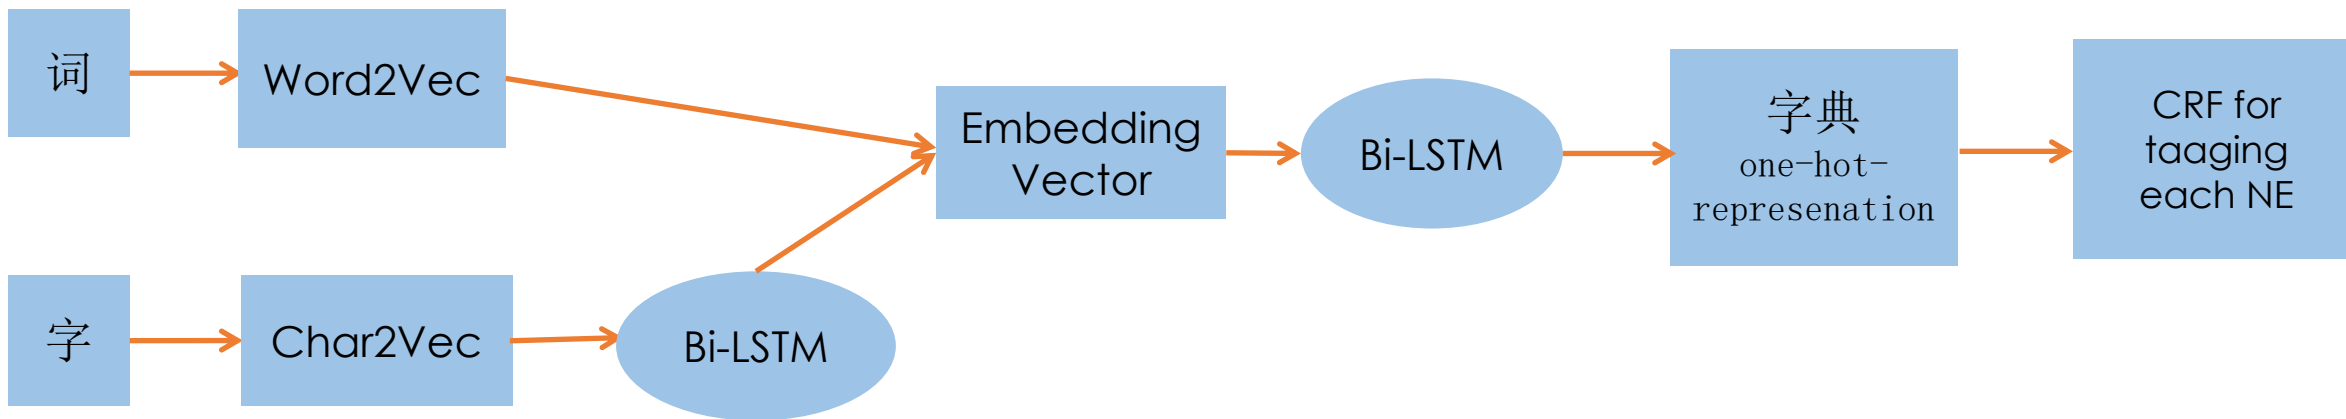 词
Word2Vec
字
Char2Vec
Bi-LSTM
Embedding
Vector
Bi-LSTM
字典
one-hot-
represenation
CRF for
taaging
each NE